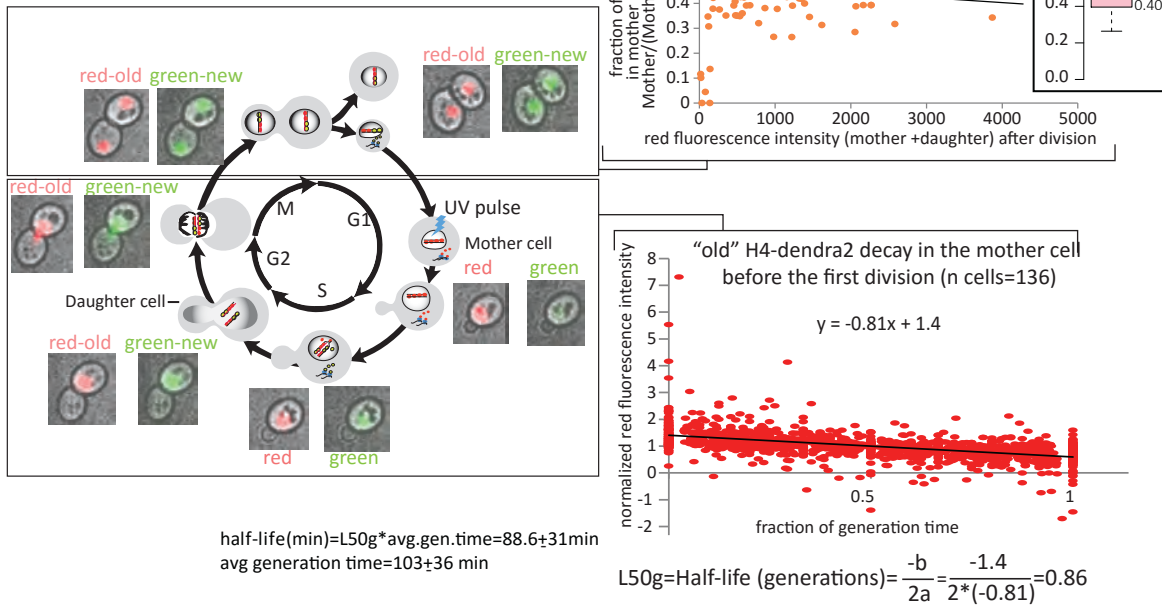 red-old green-new
red-old green-new
red-old green-new
UV pulse
Mother cell
M
G1
G2
S
red green
Daughter cell
red-old green-new
red green
half-life(min)=L50g*avg.gen.time=88.6±31min
avg generation time=103±36 min
fraction of
in mother
Mother/(Moth
0.4
0.3
0.2
0.1
0
0 1000 2000 3000 4000 5000
red fluorescence intensity (mother +daughter) after division
0.4
0.40
0.2
0.0
"old" H4-dendra2 decay in the mother cell
before the first division (n cells=136)
y = -0.81x + 1.4
normalized red fluorescence intensity
8
7
6
5
4
3
2
1
0
-1
-2
0.5 1
fraction of generation time
L50g=Half-life (generations)= -b/2a = -1.4/2*(-0.81) =0.86